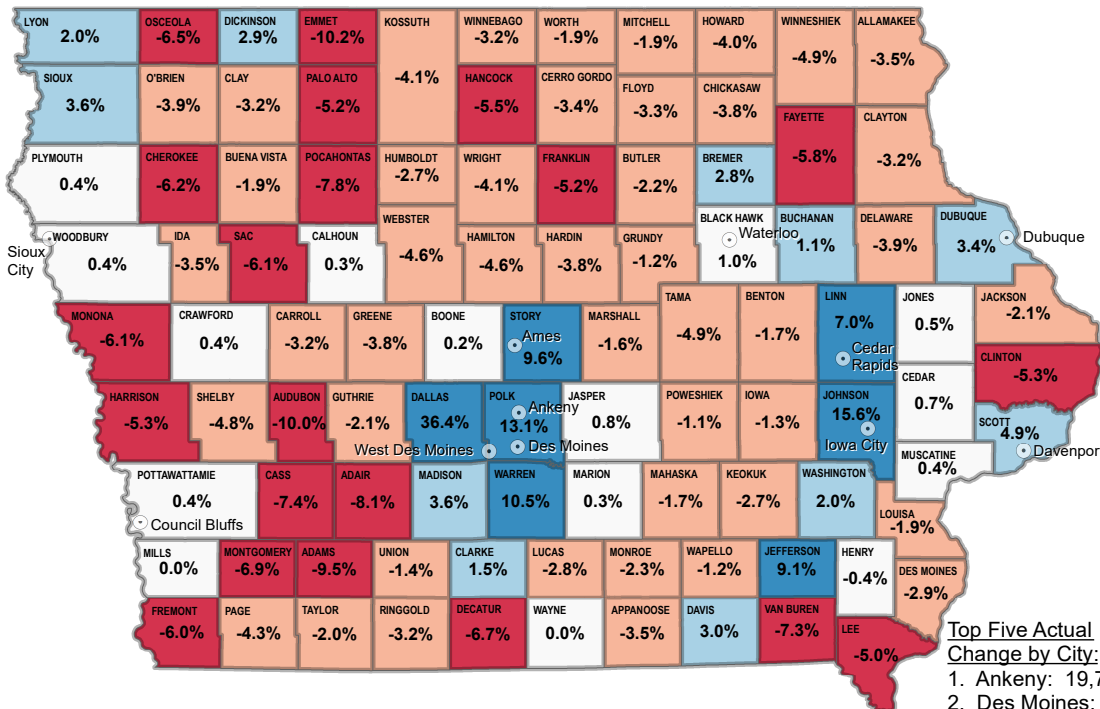 LYON
2.0%
OSCEOLA
-6.5%
DICKINSON
2.9%
EMMET
-10.2%
KOSSUTH
-4.1%
WINNEBAGO
-3.2%
WORTH
-1.9%
MITCHELL
-1.9%
HOWARD
-4.0%
WINNESHIEK
-4.9%
ALLAMAKEE
-3.5%
SIOUX
3.6%
O'BRIEN
-3.9%
CLAY
-3.2%
PALO ALTO
-5.2%
HANCOCK
-5.5%
CERRO GORDO
-3.4%
FLOYD
-3.3%
CHICKASAW
-3.8%
FAYETTE
-5.8%
CLAYTON
-3.2%
PLYMOUTH
0.4%
CHEROKEE
-6.2%
BUENA VISTA
-1.9%
POCAHONTAS
-7.8%
HUMBOLDT
-2.7%
WRIGHT
-4.1%
FRANKLIN
-5.2%
BUTLER
-2.2%
BREMER
2.8%
WOODBURY
0.4%
Sioux
City
IDA
-3.5%
SAC
-6.1%
CALHOUN
0.3%
WEBSTER
-4.6%
HAMILTON
-4.6%
HARDIN
-3.8%
GRUNDY
-1.2%
BLACK HAWK
Waterloo
1.0%
BUCHANAN
1.1%
DELAWARE
-3.9%
DUBUQUE
3.4%
Dubuque
MONONA
-6.1%
CRAWFORD
0.4%
CARROLL
-3.2%
GREENE
-3.8%
BOONE
0.2%
STORY
Ames
9.6%
MARSHALL
-1.6%
TAMA
-4.9%
BENTON
-1.7%
LINN
7.0%
Cedar
Rapids
JONES
0.5%
JACKSON
-2.1%
CLINTON
-5.3%
HARRISON
-5.3%
SHELBY
-4.8%
AUDUBON
-10.0%
GUTHRIE
-2.1%
DALLAS
36.4%
West Des Moines
POLK
Ankeny
13.1%
Des Moines
JASPER
0.8%
POWESHIEK
-1.1%
IOWA
-1.3%
JOHNSON
15.6%
Iowa City
CEDAR
0.7%
SCOTT
4.9%
Davenpor
MUSCATINE
0.4%
POTTAWATTAMIE
0.4%
Council Bluffs
CASS
-7.4%
ADAIR
-8.1%
MADISON
3.6%
WARREN
10.5%
MARION
0.3%
MAHASKA
-1.7%
KEOKUK
-2.7%
WASHINGTON
2.0%
LOUISA
-1.9%
MILLS
0.0%
MONTGOMERY
-6.9%
ADAMS
-9.5%
UNION
-1.4%
CLARKE
1.5%
LUCAS
-2.8%
MONROE
-2.3%
WAPELLO
-1.2%
JEFFERSON
9.1%
HENRY
-0.4%
DES MOINES
-2.9%
FREMONT
-6.0%
PAGE
-4.3%
TAYLOR
-2.0%
RINGGOLD
-3.2%
DECATUR
-6.7%
WAYNE
0.0%
APPANOOSE
-3.5%
DAVIS
3.0%
VAN BUREN
-7.3%
LEE
-5.0%
Top Five Actual
Change by City:
1. Ankeny: 19,7
2. Des Moines: